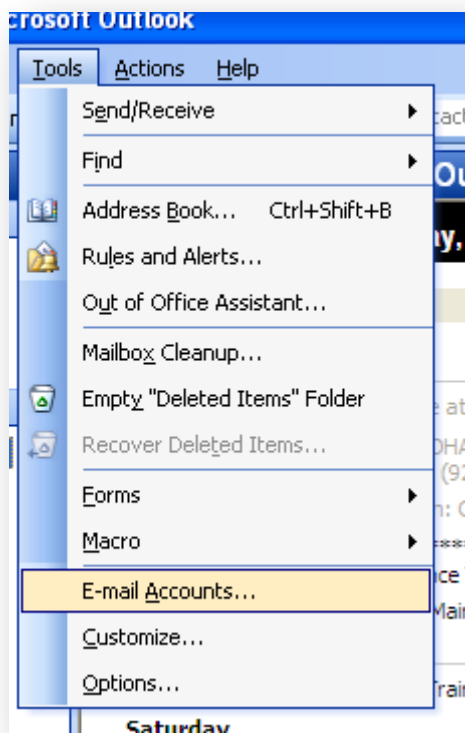 Microsoft Outlook
Tools Actions Help
Send/Receive
Find
Address Book... Ctrl+Shift+B
Rules and Alerts...
Out of Office Assistant...
Mailbox Cleanup...
Empty "Deleted Items" Folder
Recover Deleted Items...
Forms
Macro
E-mail Accounts...
Customize...
Options...
Saturday